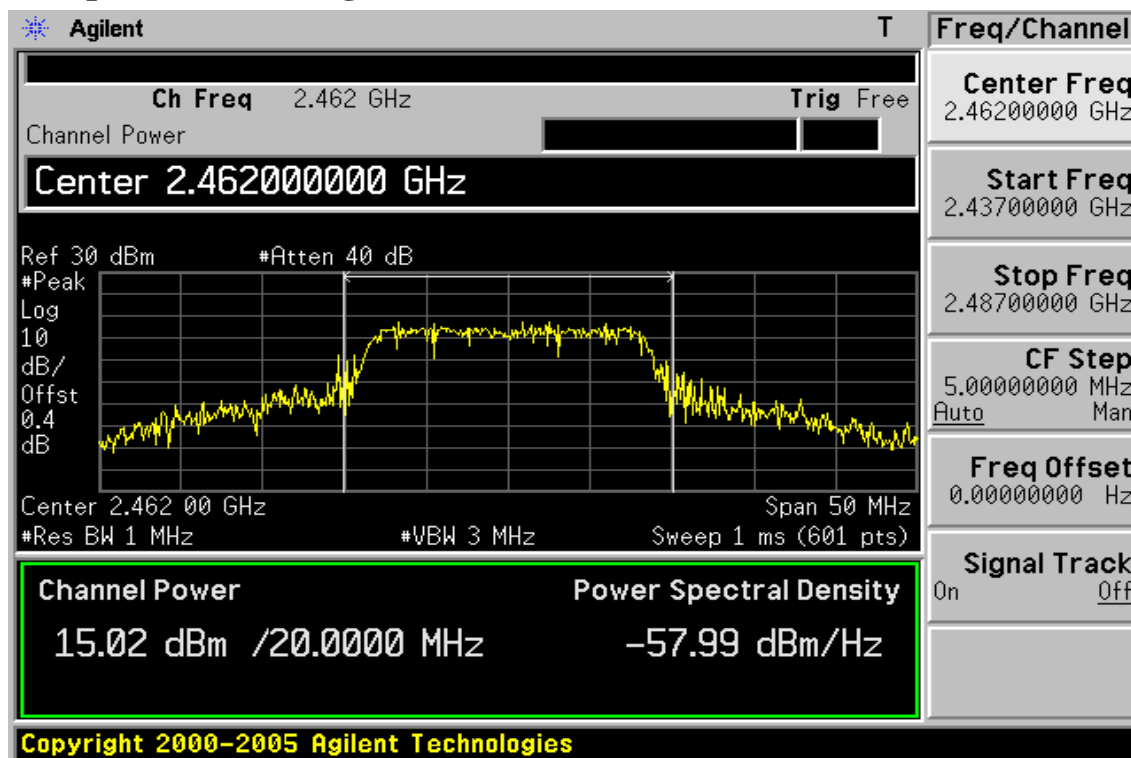 Agilent T
Ch Freq 2.462 GHz Trig Free
Channel Power
Center 2.462000000 GHz
Ref 30 dBm #Atten 40 dB
#Peak
Log
10
dB/
Offst
0.4
dB
Center 2.462 00 GHz Span 50 MHz
#Res BW 1 MHz #VBW 3 MHz Sweep 1 ms (601 pts)
Channel Power Power Spectral Density
15.02 dBm /20.0000 MHz -57.99 dBm/Hz
Copyright 2000-2005 Agilent Technologies
Freq/Channel
Center Freq
2.46200000 GHz
Start Freq
2.43700000 GHz
Stop Freq
2.48700000 GHz
CF Step
5.00000000 MHz
Auto Man
Freq Offset
0.00000000 Hz
Signal Track
On Off